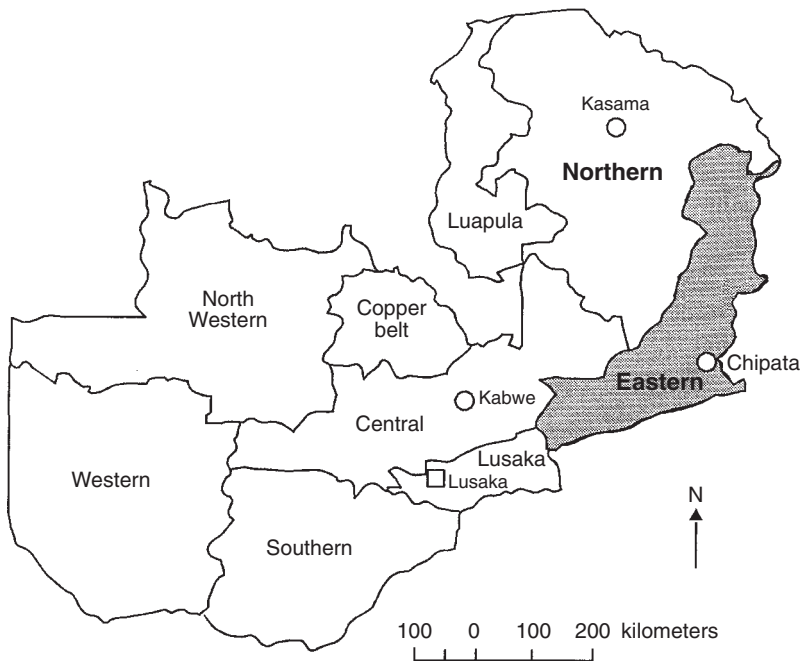 Kasama
Northern
Luapula
North
Western
Copper
belt
Chipata
Eastern
Kabwe
Central
Lusaka
Western
Lusaka
N
Southern
100 0 100 200 kilometers